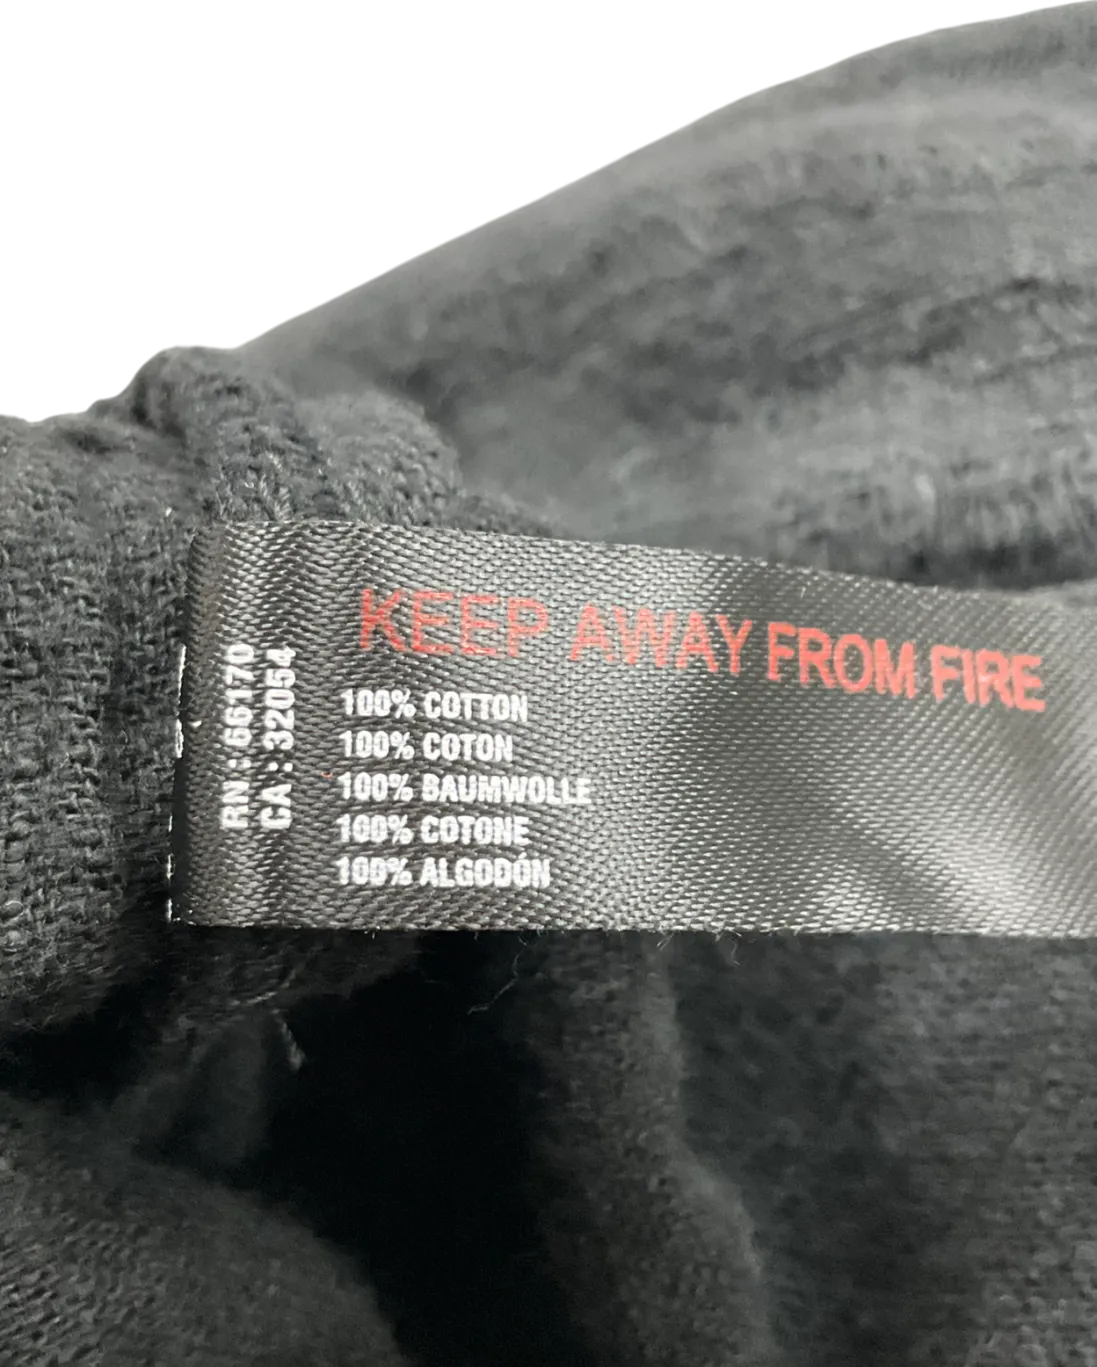 KEEP AWAY FROM FIRE
100% COTTON
100% COTON
100% BAUMWOLLE
100% COTONE
100% ALGODÓN
RN : 66170
CA : 32054